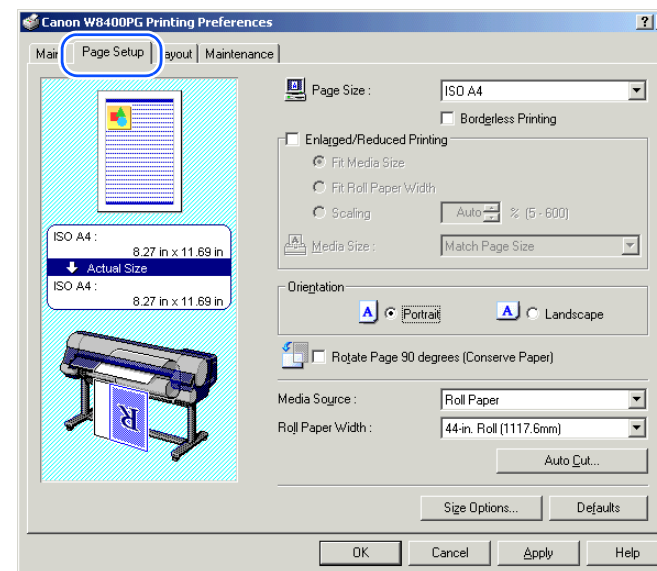 Canon W8400PG Printing Preferences
Main Page Setup Layout Maintenance
Page Size : ISO A4
Borderless Printing
Enlarged/Reduced Printing
Fit Media Size
Fit Roll Paper Width
Scaling Auto % (5 - 600)
Media Size : Match Page Size
ISO A4 :
8.27 in x 11.69 in
Actual Size
ISO A4 :
8.27 in x 11.69 in
Orientation
A Portrait A Landscape
Rotate Page 90 degrees (Conserve Paper)
R
Media Source : Roll Paper
Roll Paper Width : 44-in. Roll (1117.6mm)
Auto Cut...
Size Options... Defaults
OK Cancel Apply Help